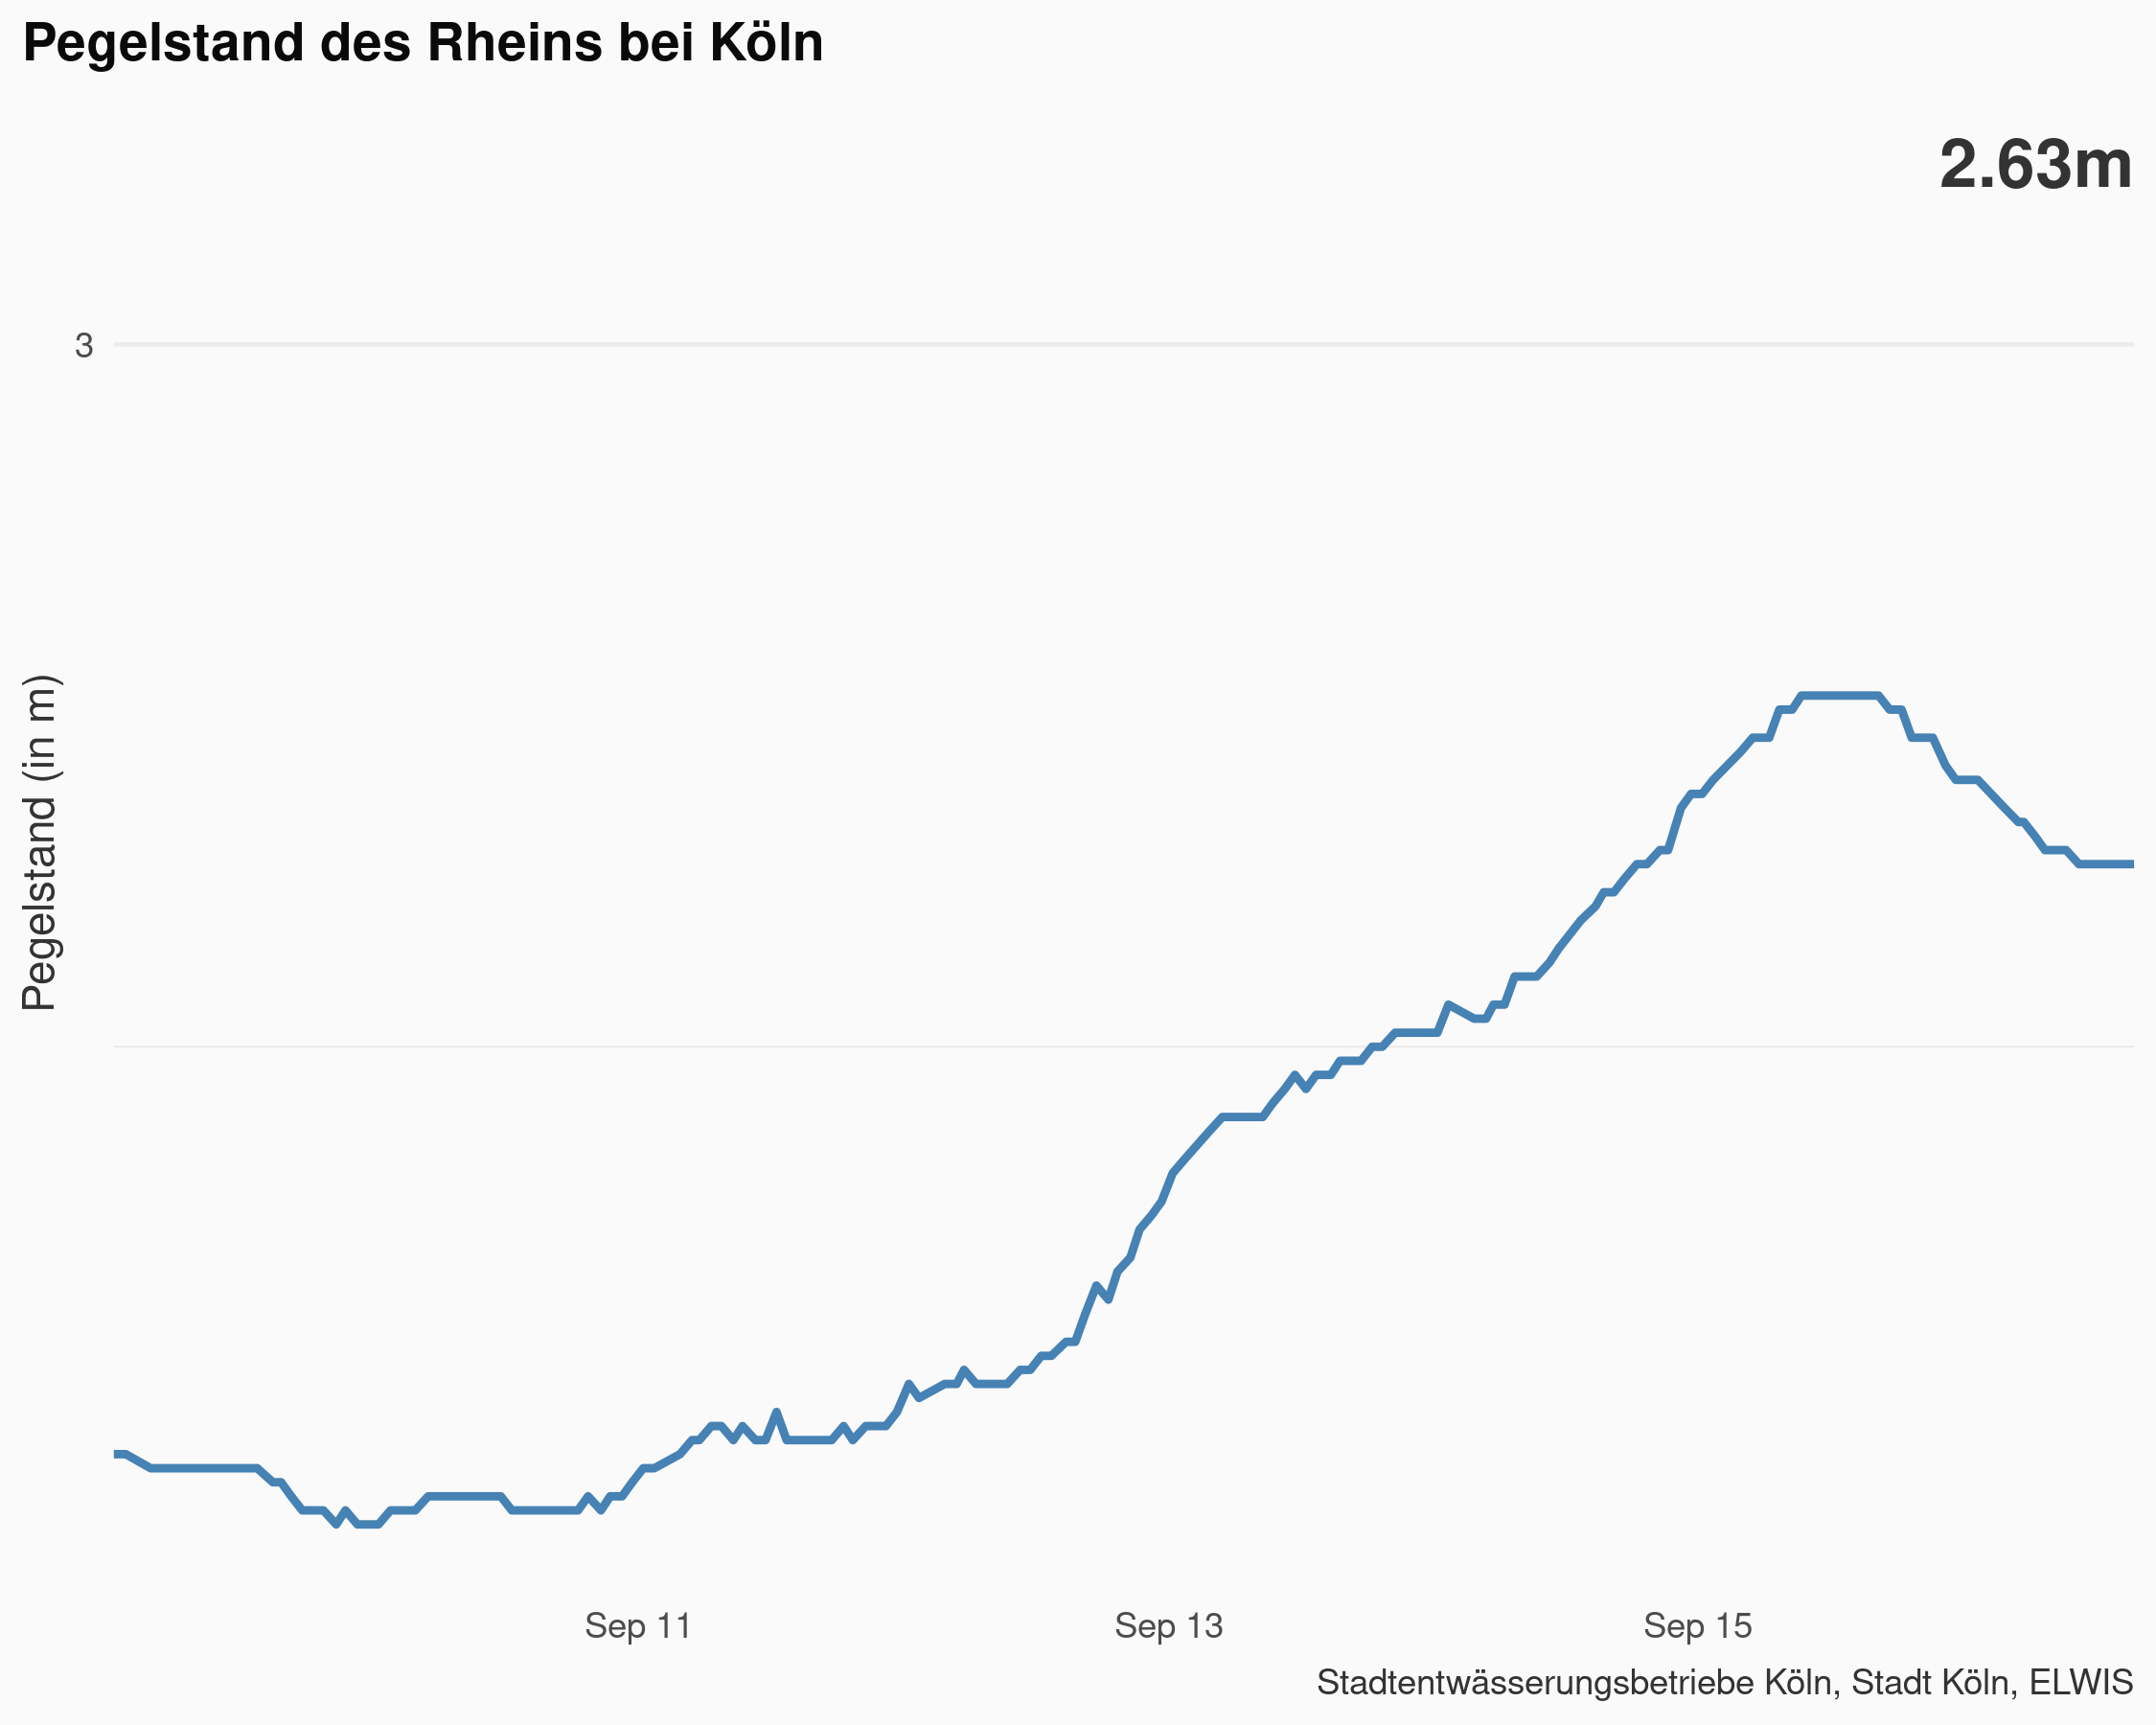 Pegelstand des Rheins bei Köln
2.63m
3
Pegelstand (in m)
Sep 11
Sep 13
Sep 15
Stadtentwässerungsbetriebe Köln, Stadt Köln, ELWIS